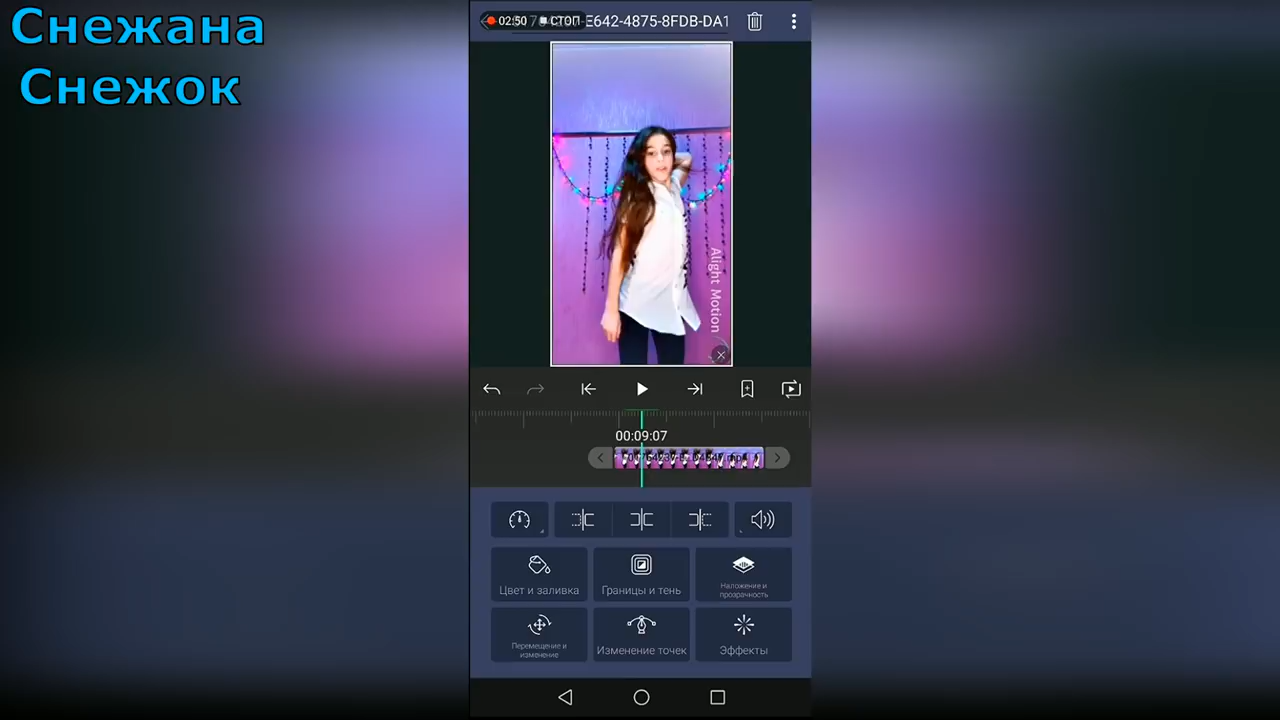 Снежана
Снежок
02:50 СТОП
-E642-4875-8FDB-DA1
Alight Motion
00:09:07
Цвет и заливка
Границы и тень
Наложение и
прозрачность
Перемещение и
изменение
Изменение точек
Эффекты